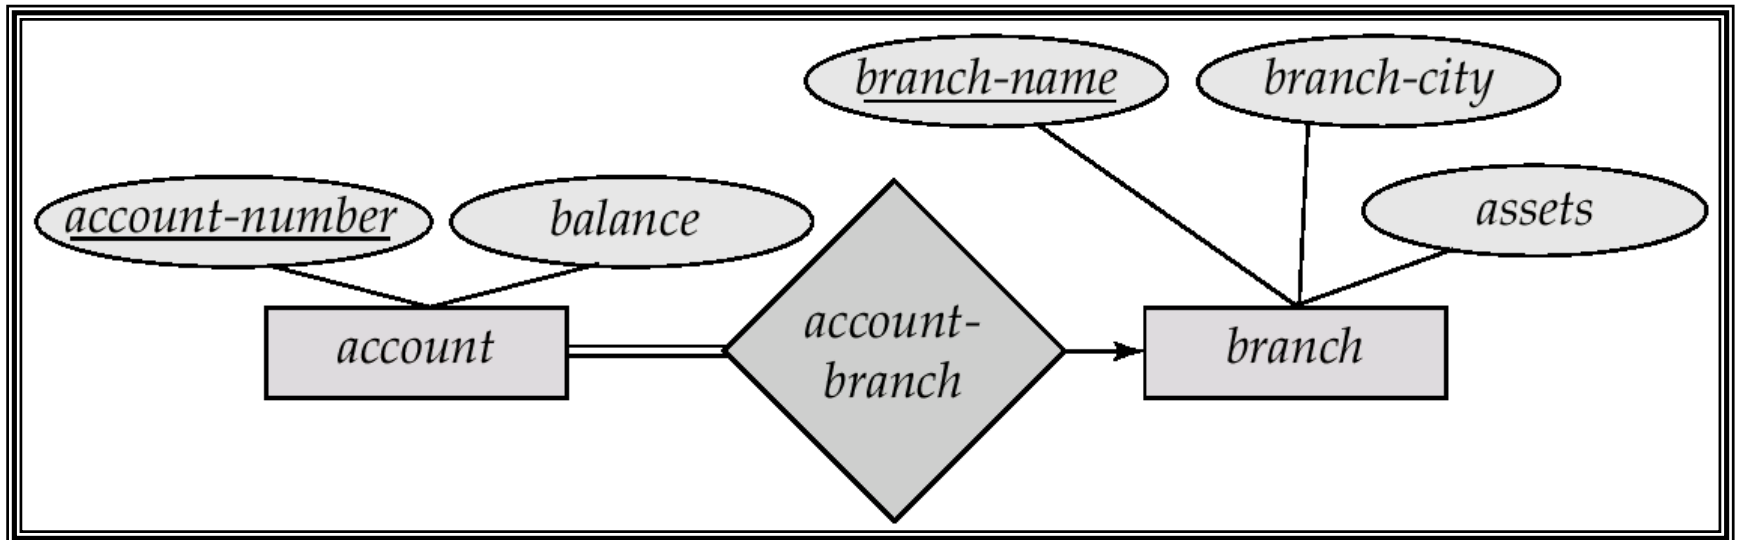 branch-name
branch-city
account-number
balance
assets
account
account-
branch
branch